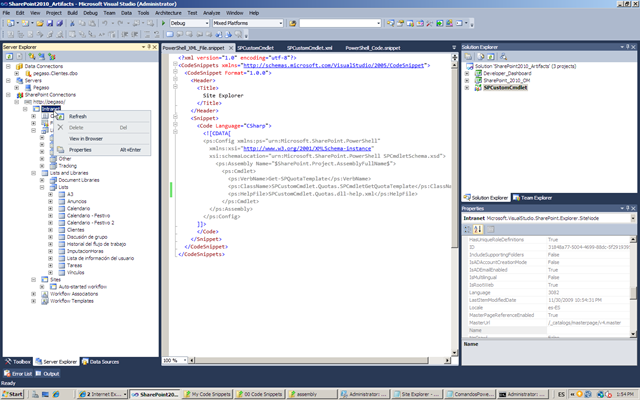 SharePoint2010_Artifacts - Microsoft Visual Studio (Administrator)
File Edit View Project Debug Team Data Tools Architecture Test Analyze Window Help
Debug Mixed Platforms
Server Explorer
Data Connections
pegaso.Clientes.dbo
Servers
Pegaso
SharePoint Connections
http://pegaso/
Intranet
Refresh
Delete Del
View in Browser
Properties Alt+Enter
Other
Tracking
Lists and Libraries
Document Libraries
Lists
A3
Anuncios
Calendario
Calendario - Festivo
Calendario - Festivo 2
Clientes
Discusión de grupo
Historial del flujo de trabajo
ImputacionHoras
Lista de información del usuario
Tareas
Vínculos
Sites
Auto-started workflow
Workflow Associations
Workflow Templates
Toolbox Server Explorer Data Sources
PowerShell_XML_File.snippet SPCustomCmdlet SPCustomCmdlet.xml PowerShell_Code.snippet
<?xml version="1.0" encoding="utf-8"?>
<CodeSnippets xmlns="http://schemas.microsoft.com/VisualStudio/2005/CodeSnippet">
<CodeSnippet Format="1.0.0">
<Header>
<Title>
Site Explorer
</Title>
</Header>
<Snippet>
<Code Language="CSharp">
<![CDATA[
<ps:Config xmlns:ps="urn:Microsoft.SharePoint.PowerShell"
xmlns:xsi="http://www.w3.org/2001/XMLSchema-instance"
xsi:schemaLocation="urn:Microsoft.SharePoint.PowerShell SPCmdletSchema.xsd">
<ps:Assembly Name="$SharePoint.Project.AssemblyFullName$">
<ps:Cmdlet>
<ps:VerbName>Get-SPQuotaTemplate</ps:VerbName>
<ps:ClassName>SPCustomCmdlet.Quotas.SPCmdletGetQuotaTemplate</ps:ClassN
<ps:HelpFile>SPCustomCmdlet.Quotas.dll-help.xml</ps:HelpFile>
</ps:Cmdlet>
</ps:Assembly>
</ps:Config>
]]>
</Code>
</Snippet>
</CodeSnippet>
</CodeSnippets>
100 %
Solution Explorer
Solution 'SharePoint2010_Artifacts' (3 projects)
Developer_Dashboard
SharePoint2010_OM
SPCustomCmdlet
Solution Explorer Team Explorer
Properties
Intranet Microsoft.VisualStudio.SharePoint.Explorer.SiteNode
HasUniqueRoleDefinitions True
ID
IncludeSupportingFolders False
IsADAccountCreationMode False
IsADEmailEnabled True
IsMultilingual False
IsRootWeb True
Language 3082
LastItemModifiedDate 11/30/2009 10:54:31 PM
Locale es-ES
MasterPageReferenceEnabled True
MasterUrl /_catalogs/masterpage/v4.master
Name
Name
Error List Output
Ready
Start 2 Internet Ex... SharePoint20... My Code Snippets 00 Code Snippets assembly Administrator: ... Site Explorer - ... ComandosPow... Administrator: ... ES 1:54 PM